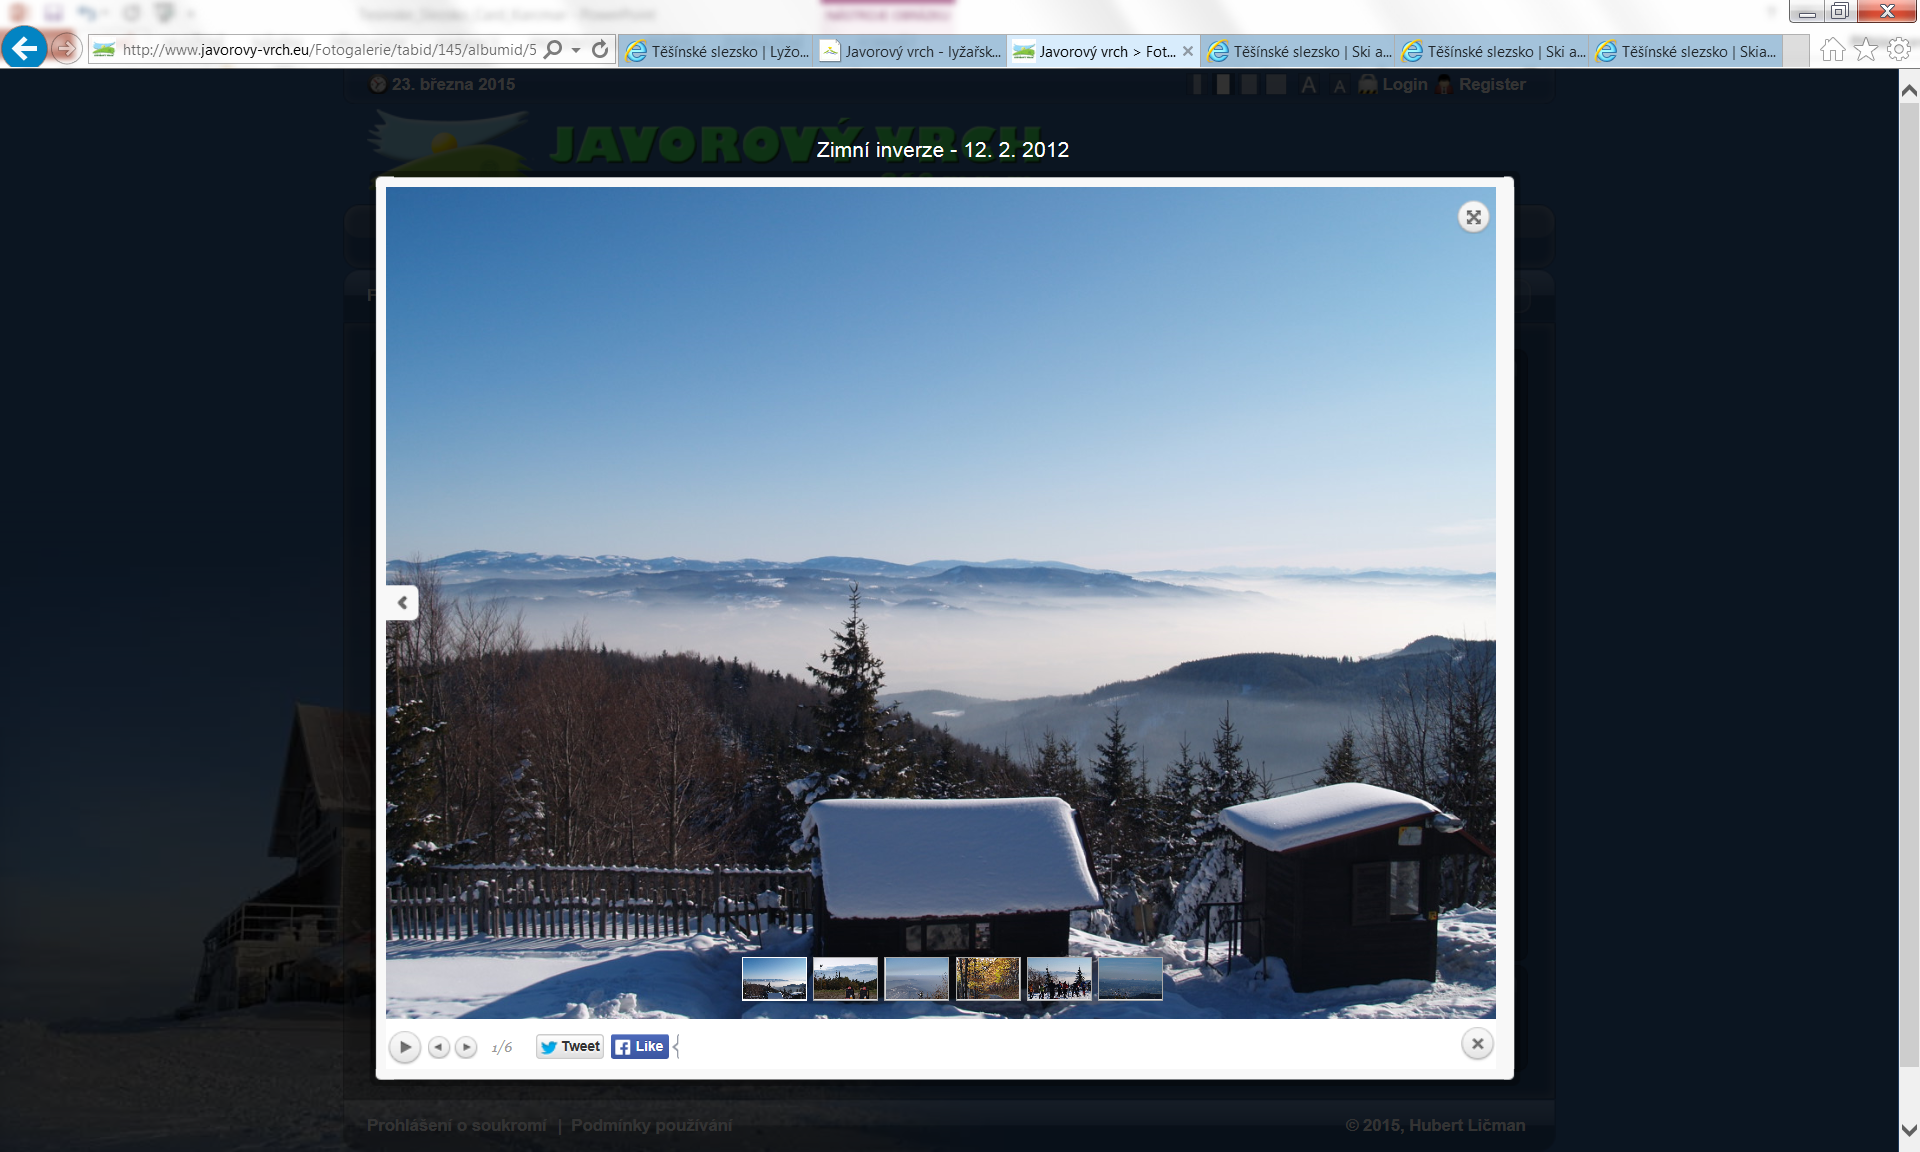 http://www.javorovy-vrch.eu/Fotogalerie/tabid/145/albumid/5
Těšínské slezsko | Lyžo...
Javorový vrch - lyžařsk...
Javorový vrch > Fot...
Těšínské slezsko | Ski a...
Těšínské slezsko | Ski a...
Těšínské slezsko | Skia...
23. března 2015
A A Login Register
JAVOROVÝ VRCH
Zimní inverze - 12. 2. 2012
1/6
Tweet
Like
Prohlášení o soukromí | Podmínky používání
© 2015, Hubert Ličman